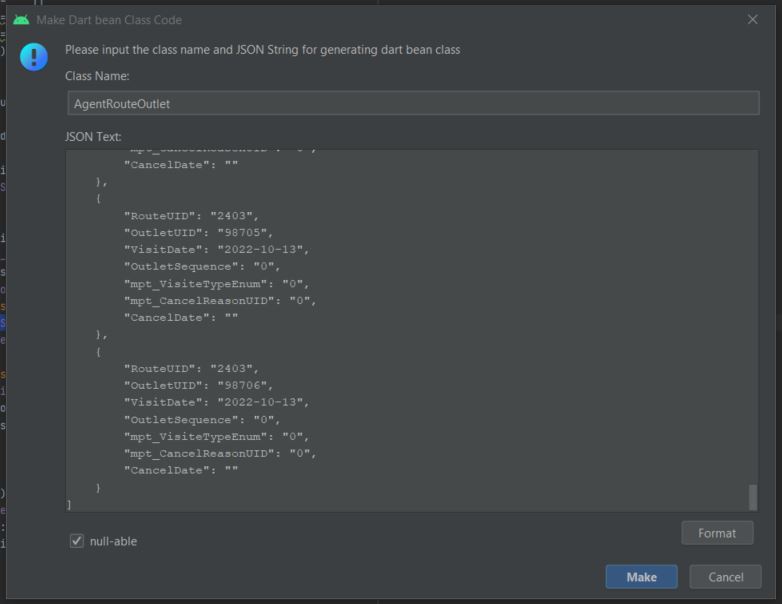 Make Dart bean Class Code
Please input the class name and JSON String for generating dart bean class
Class Name:
AgentRouteOutlet
JSON Text:
"mpt_CancelReasonUID": "0",
"CancelDate": ""
},
{
"RouteUID": "2403",
"OutletUID": "98705",
"VisitDate": "2022-10-13",
"OutletSequence": "0",
"mpt_VisiteTypeEnum": "0",
"mpt_CancelReasonUID": "0",
"CancelDate": ""
},
{
"RouteUID": "2403",
"OutletUID": "98706",
"VisitDate": "2022-10-13",
"OutletSequence": "0",
"mpt_VisiteTypeEnum": "0",
"mpt_CancelReasonUID": "0",
"CancelDate": ""
}
]
null-able
Format
Make
Cancel